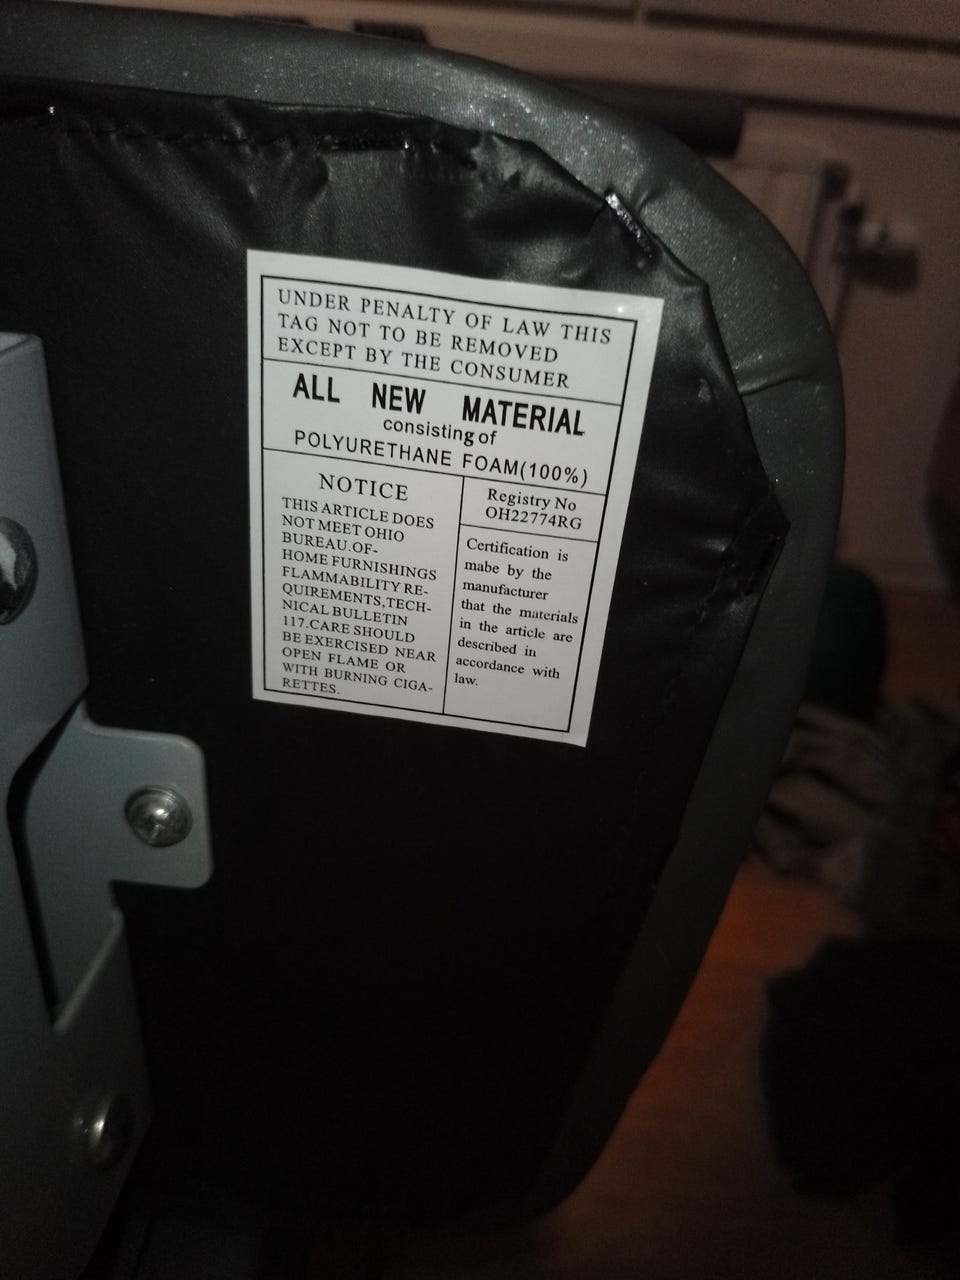 UNDER PENALTY OF LAW THIS
TAG NOT TO BE REMOVED
EXCEPT BY THE CONSUMER
ALL NEW MATERIAL
consisting of
POLYURETHANE FOAM(100%)
NOTICE
THIS ARTICLE DOES
NOT MEET OHIO
BUREAU.OF-
HOME FURNISHINGS
FLAMMABILITY RE-
QUIREMENTS,TECH-
NICAL BULLETIN
117.CARE SHOULD
BE EXERCISED NEAR
OPEN FLAME OR
WITH BURNING CIGA-
RETTES.
Registry No
OH22774RG
Certification is
mabe by the
manufacturer
that the materials
in the article are
described in
accordance with
law.